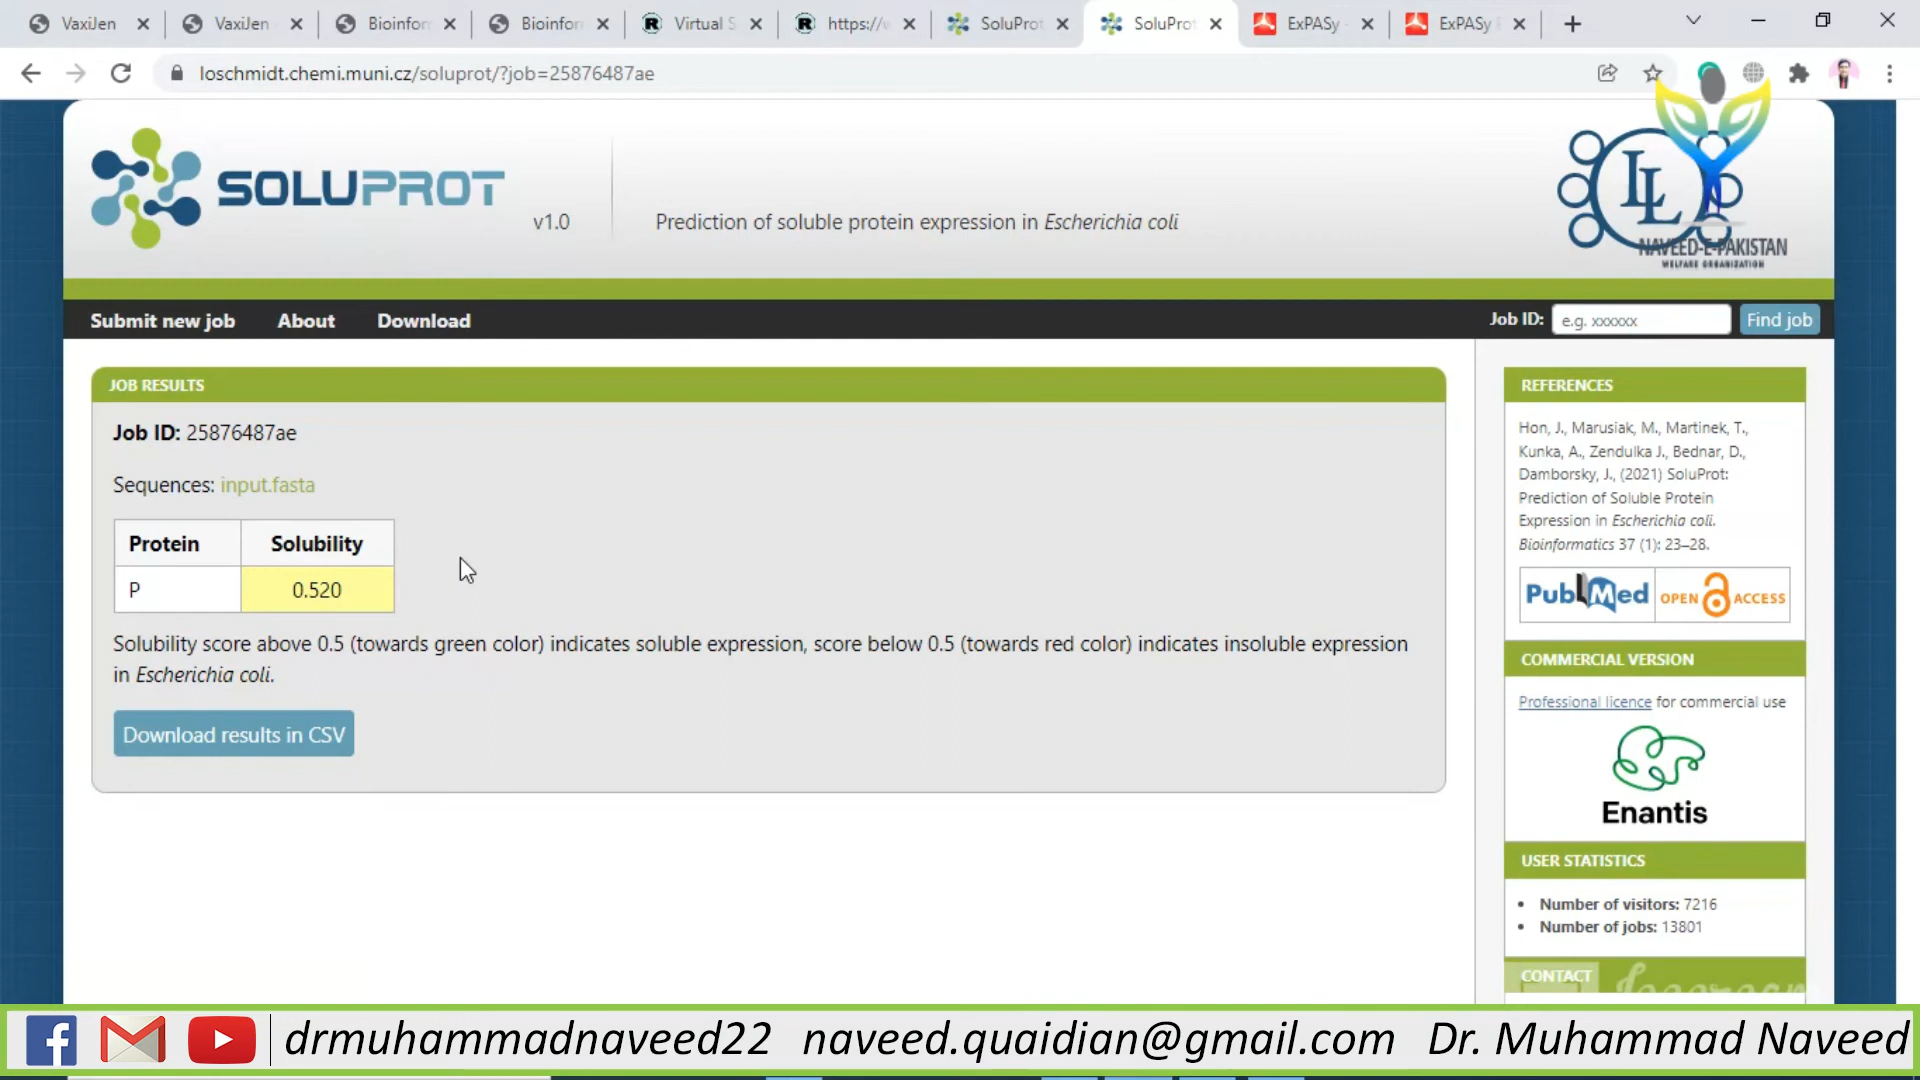 VaxiJen
VaxiJen
Bioinfor
Bioinfor
Virtual S
https://w
SoluProt
SoluProt
ExPASy
ExPASy
loschmidt.chemi.muni.cz/soluprot/?job=25876487ae
SOLUPROT
v1.0
Prediction of soluble protein expression in Escherichia coli
LL
NAVEED-E-PAKISTAN
WELFARE ORGANIZATION
Submit new job
About
Download
Job ID:
e.g. xxxxxx
Find job
JOB RESULTS
Job ID: 25876487ae
Sequences: input.fasta
Protein Solubility
P 0.520
Solubility score above 0.5 (towards green color) indicates soluble expression, score below 0.5 (towards red color) indicates insoluble expression
in Escherichia coli.
Download results in CSV
REFERENCES
Hon, J., Marusiak, M., Martinek, T.,
Kunka, A., Zendulka J., Bednar, D.,
Damborsky, J., (2021) SoluProt:
Prediction of Soluble Protein
Expression in Escherichia coli.
Bioinformatics 37 (1): 23–28.
PubMed
OPEN ACCESS
COMMERCIAL VERSION
Professional licence for commercial use
Enantis
USER STATISTICS
• Number of visitors: 7216
• Number of jobs: 13801
CONTACT
drmuhammadnaveed22 naveed.quaidian@gmail.com Dr. Muhammad Naveed